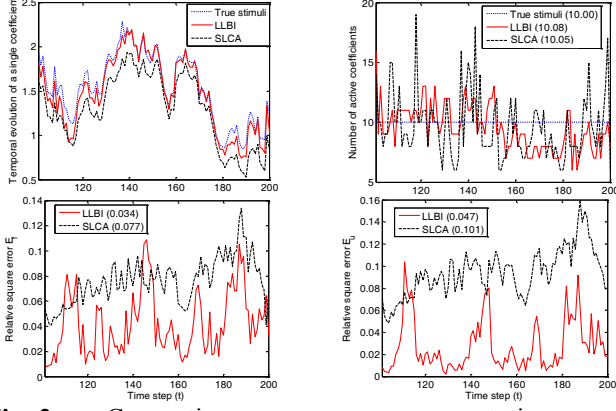 Temporal evolution of a single coefficient
2.5
2
1.5
1
0.5
True stimuli
LLBI
SLCA
120 140 160 180 200
Number of active coefficients
20
15
10
5
True stimuli (10.00)
LLBI (10.08)
SLCA (10.05)
120 140 160 180 200
Relative square error E
0.14
0.12
0.1
0.08
0.06
0.04
0.02
0
LLBI (0.034)
SLCA (0.077)
120 140 160 180 200
Time step (t)
Relative square error Eu
0.16
0.14
0.12
0.1
0.08
0.06
0.04
0.02
0
LLBI (0.047)
SLCA (0.101)
120 140 160 180 200
Time step (t)